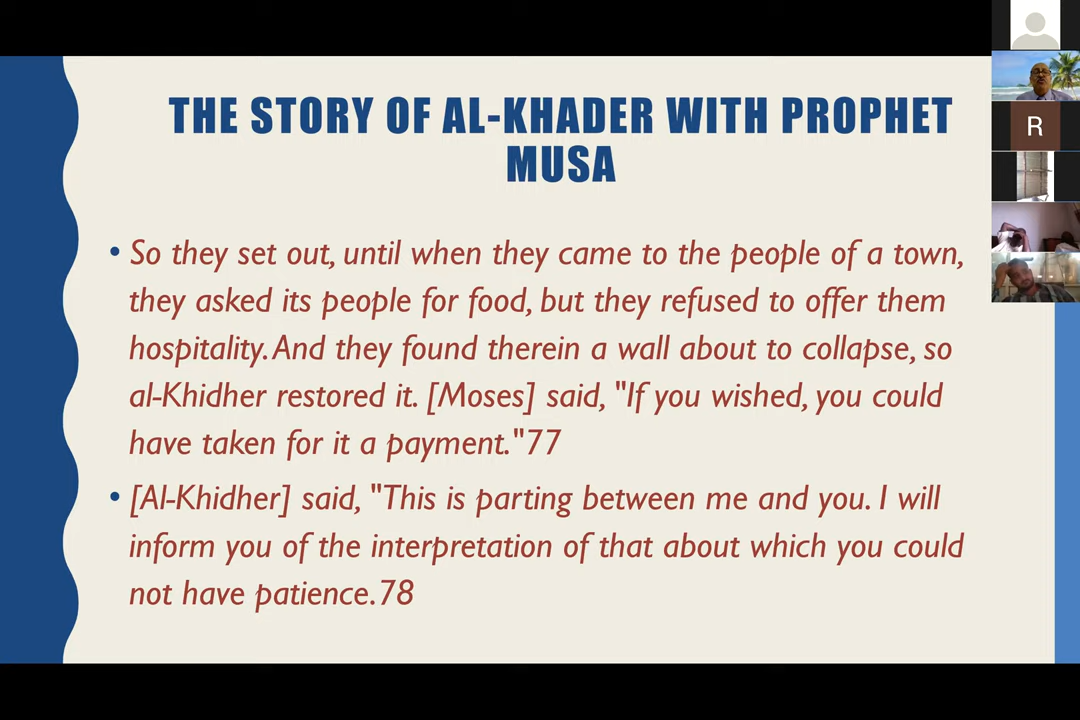 THE STORY OF AL-KHADER WITH PROPHET
MUSA
• So they set out, until when they came to the people of a town,
they asked its people for food, but they refused to offer them
hospitality. And they found therein a wall about to collapse, so
al-Khidher restored it. [Moses] said, "If you wished, you could
have taken for it a payment."77
• [Al-Khidher] said, "This is parting between me and you. I will
inform you of the interpretation of that about which you could
not have patience.78
R